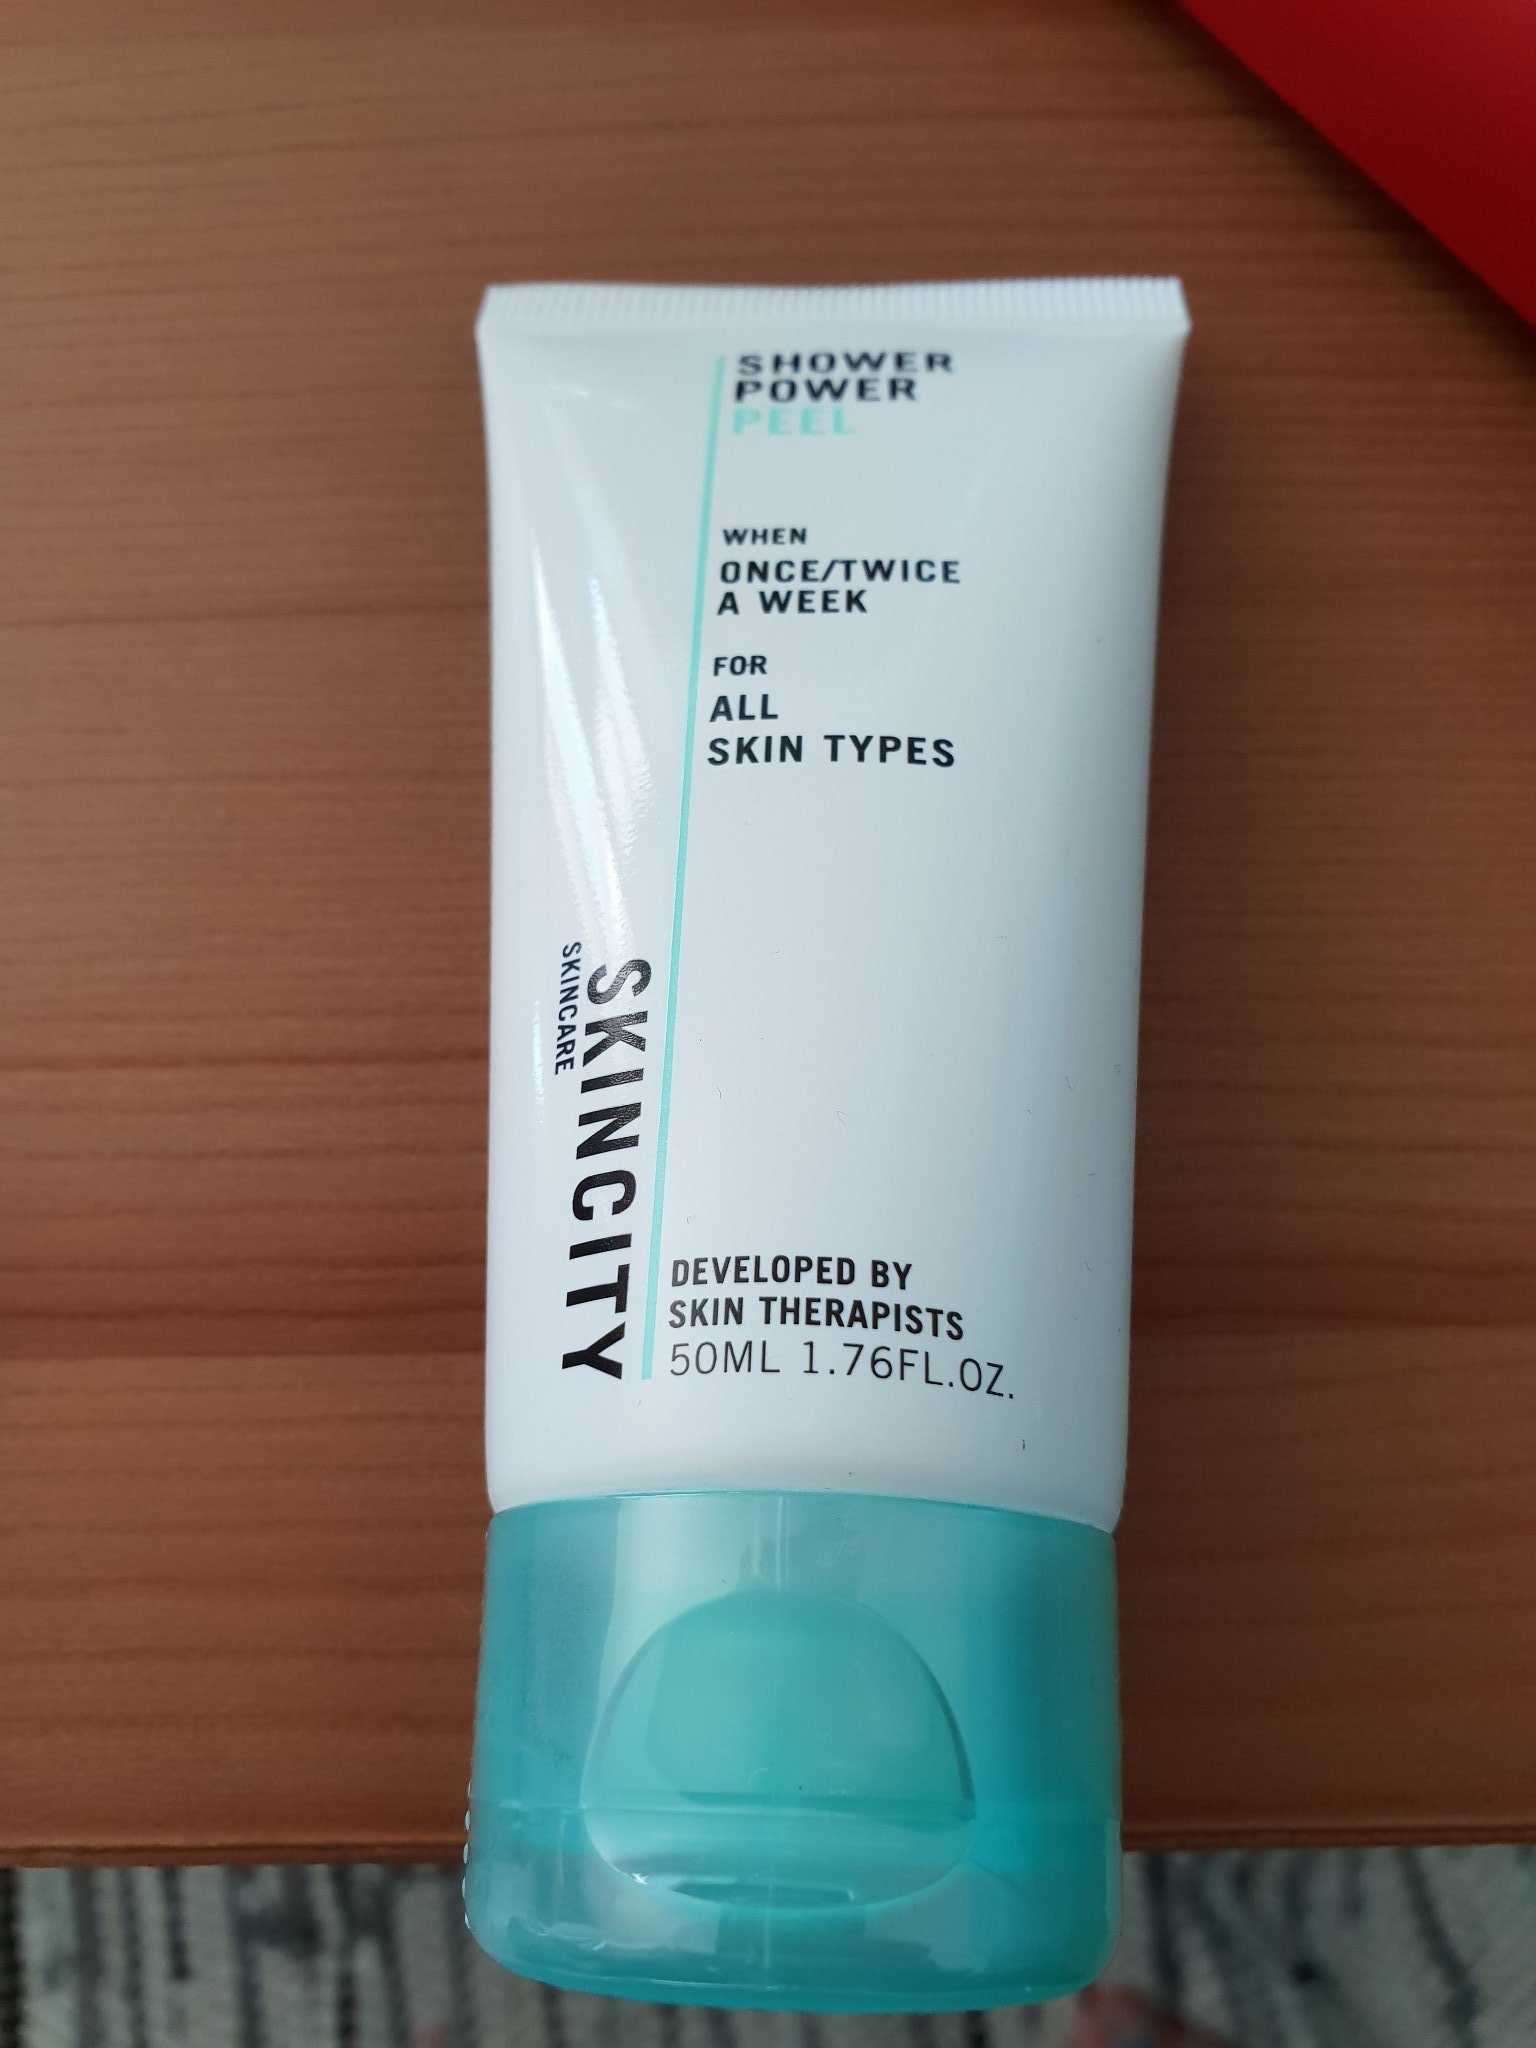 SHOWER
POWER
PEEL
WHEN
ONCE/TWICE
A WEEK
FOR
ALL
SKIN TYPES
SKINCITY
SKINCARE
DEVELOPED BY
SKIN THERAPISTS
50ML 1.76FL.OZ.